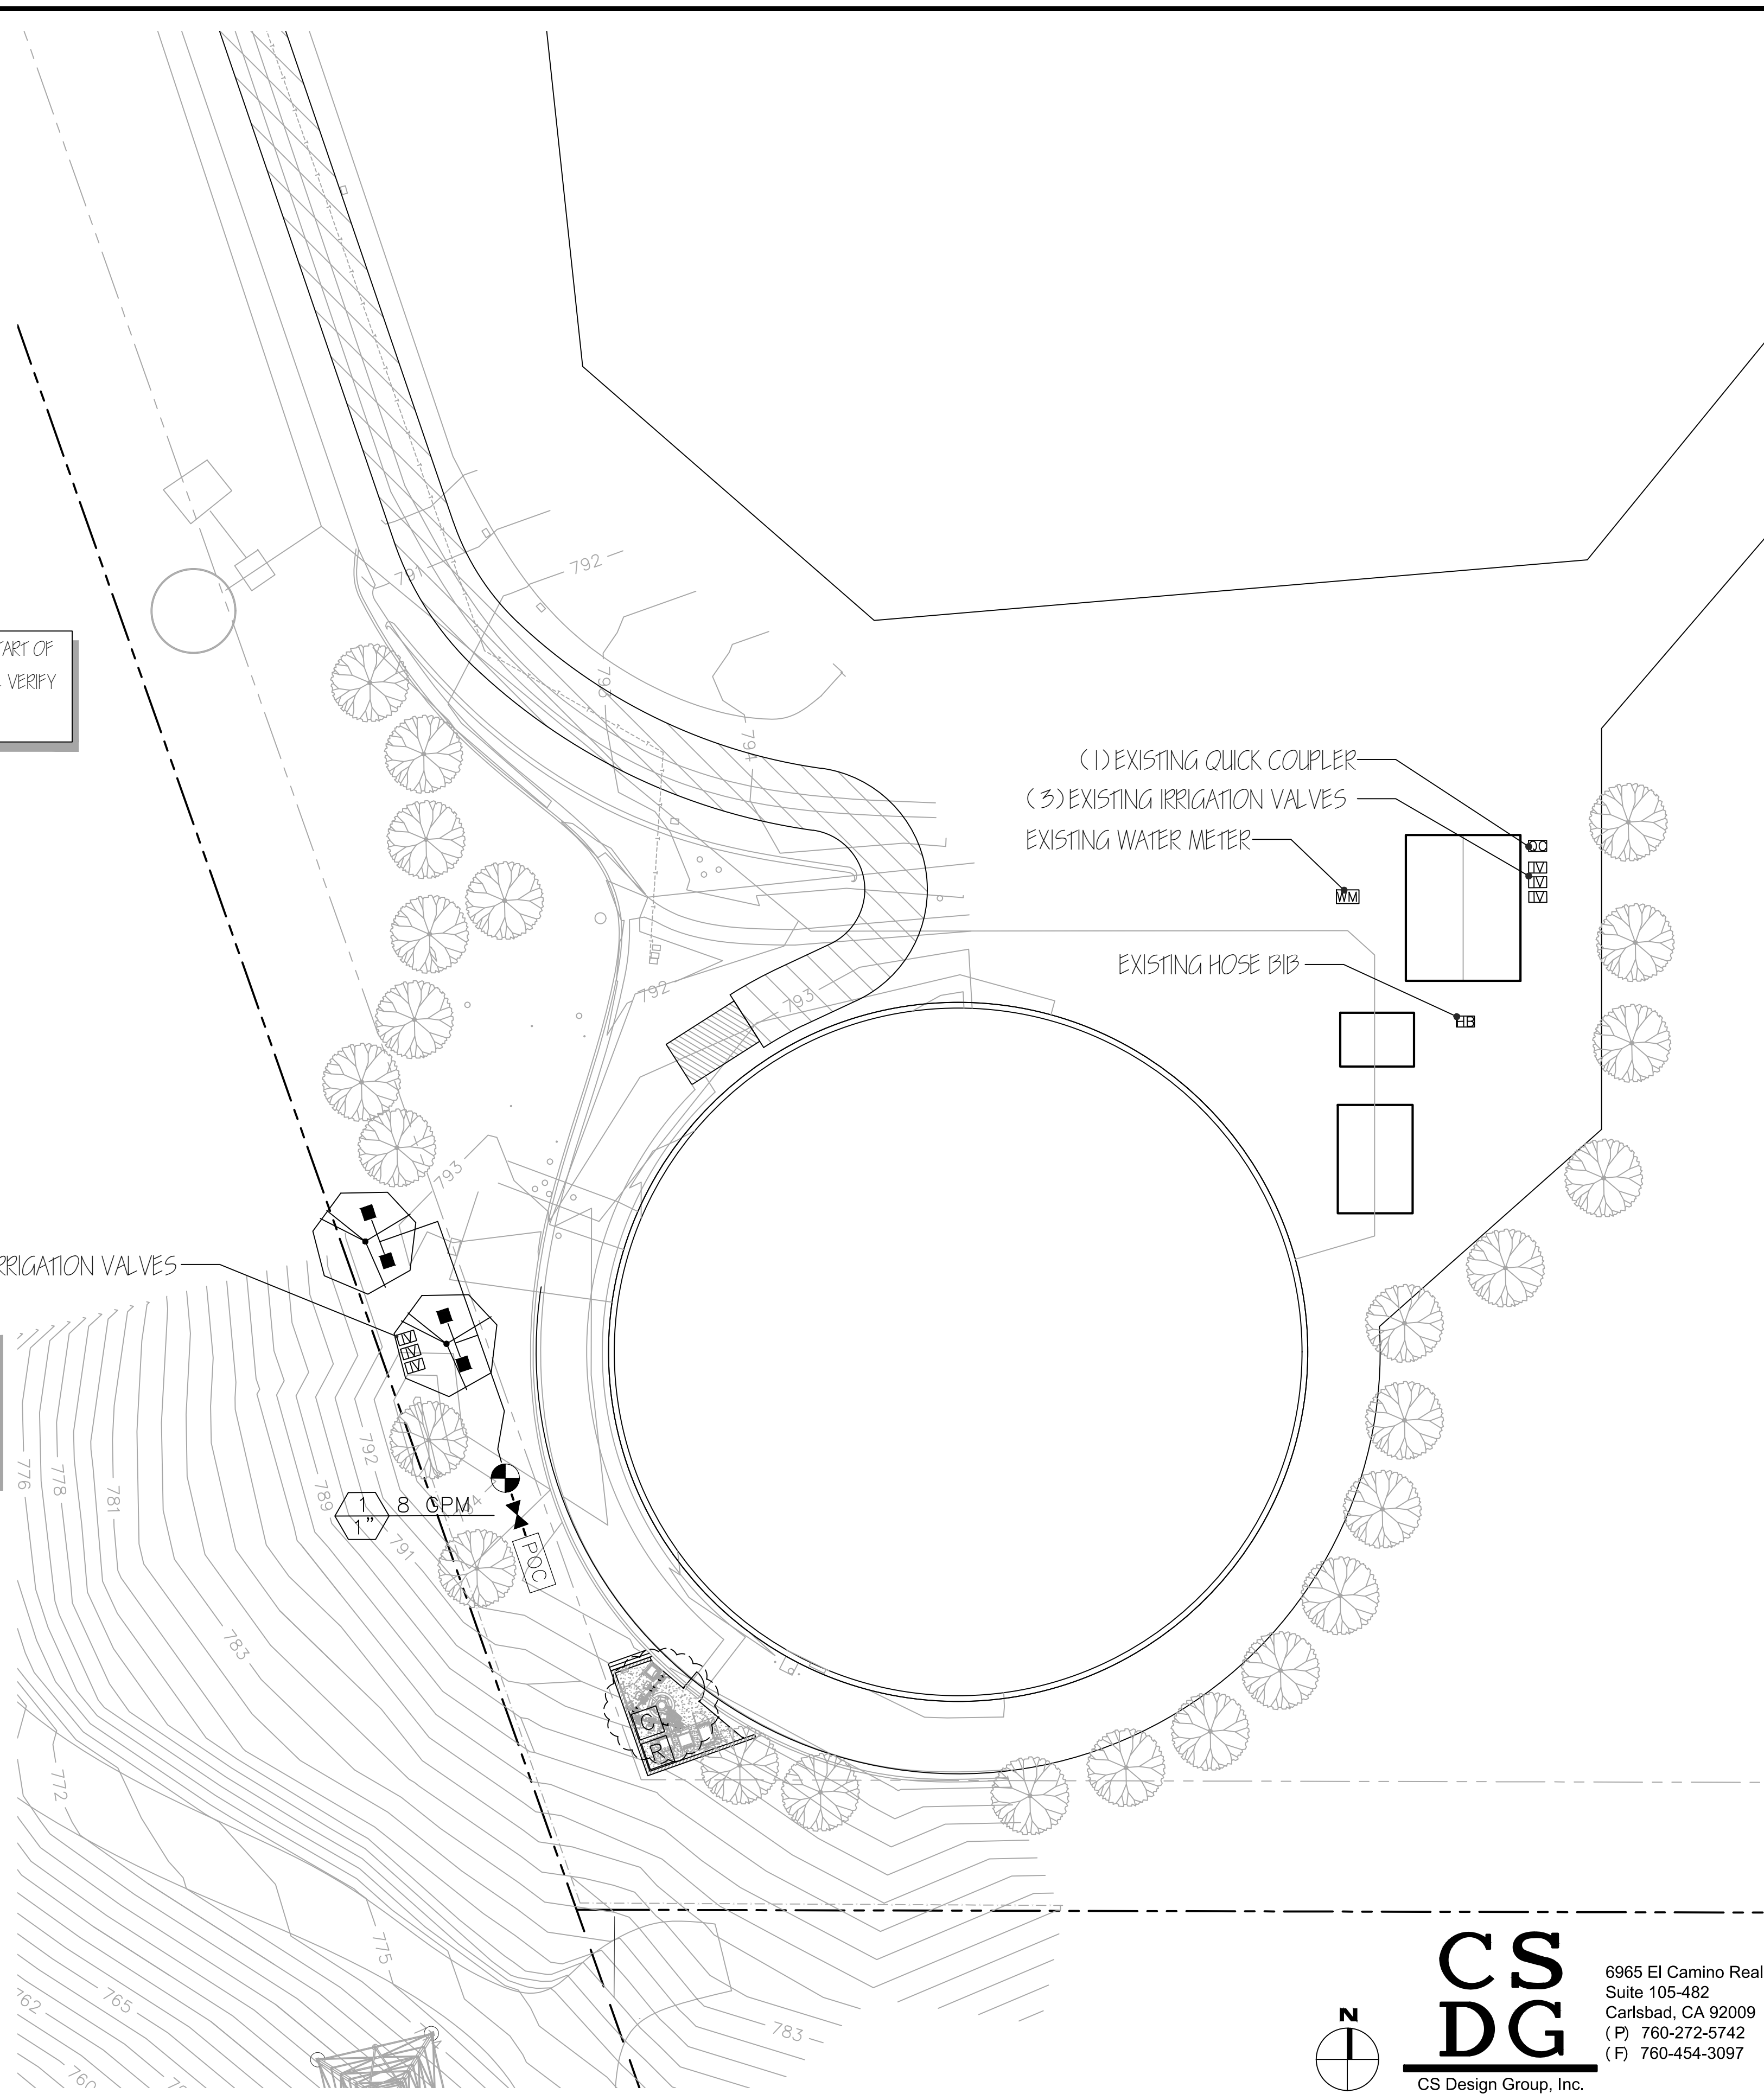 791
792
TART OF
VERIFY
793
794
(1) EXISTING QUICK COUPLER
(3) EXISTING IRRIGATION VALVES
EXISTING WATER METER
QC
IV
IV
IV
WM
EXISTING HOSE BIB
HB
792
793
793
RRIGATION VALVES
IV
IV
IV
776
778
781
789
792
1 8 GPM
1"
791
POC
783
C
R
772
775
762
765
783
760
N
CS
DG
CS Design Group, Inc.
6965 El Camino Real
Suite 105-482
Carlsbad, CA 92009
(P) 760-272-5742
(F) 760-454-3097